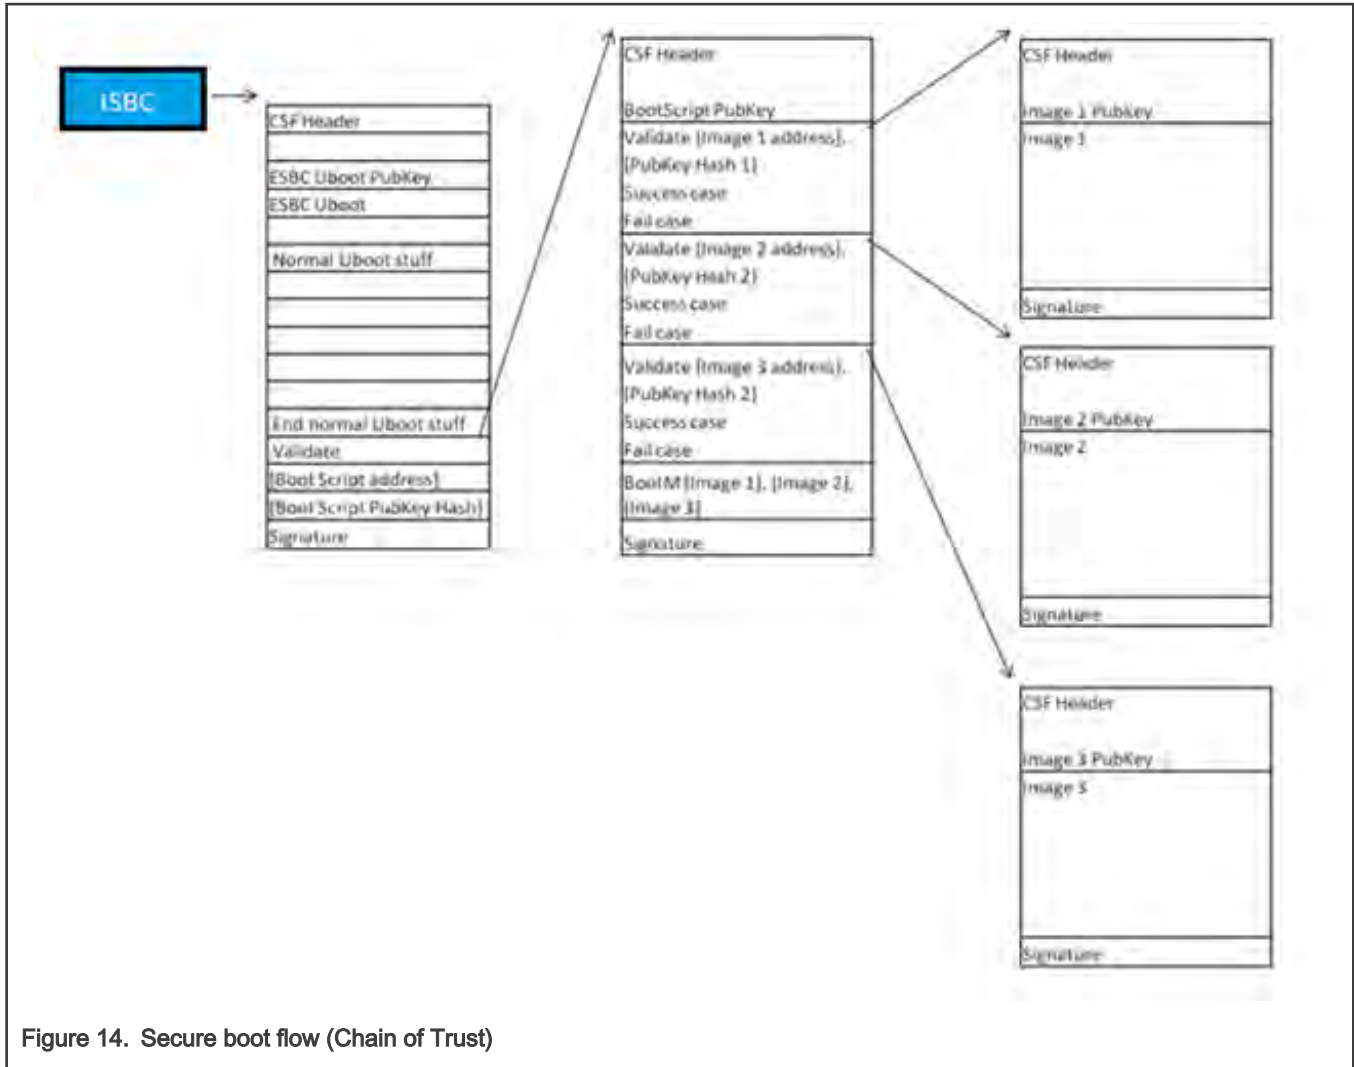 ISBC
CSF Header
ESBC Uboot PubKey
ESBC Uboot
Normal Uboot stuff
End normal Uboot stuff
Validate
[Boot Script address]
[Boot Script PubKey Hash]
Signature
CSF Header
BootScript PubKey
Validate [Image 1 address],
[PubKey Hash 1]
Success case
Fail case
Validate [Image 2 address],
[PubKey Hash 2]
Success case
Fail case
Validate [Image 3 address],
[PubKey Hash 2]
Success case
Fail case
BootM [Image 1], [Image 2],
[Image 3]
Signature
CSF Header
Image 1 PubKey
Image 1
Signature
CSF Header
Image 2 PubKey
Image 2
Signature
CSF Header
Image 3 PubKey
Image 3
Signature
Figure 14. Secure boot flow (Chain of Trust)